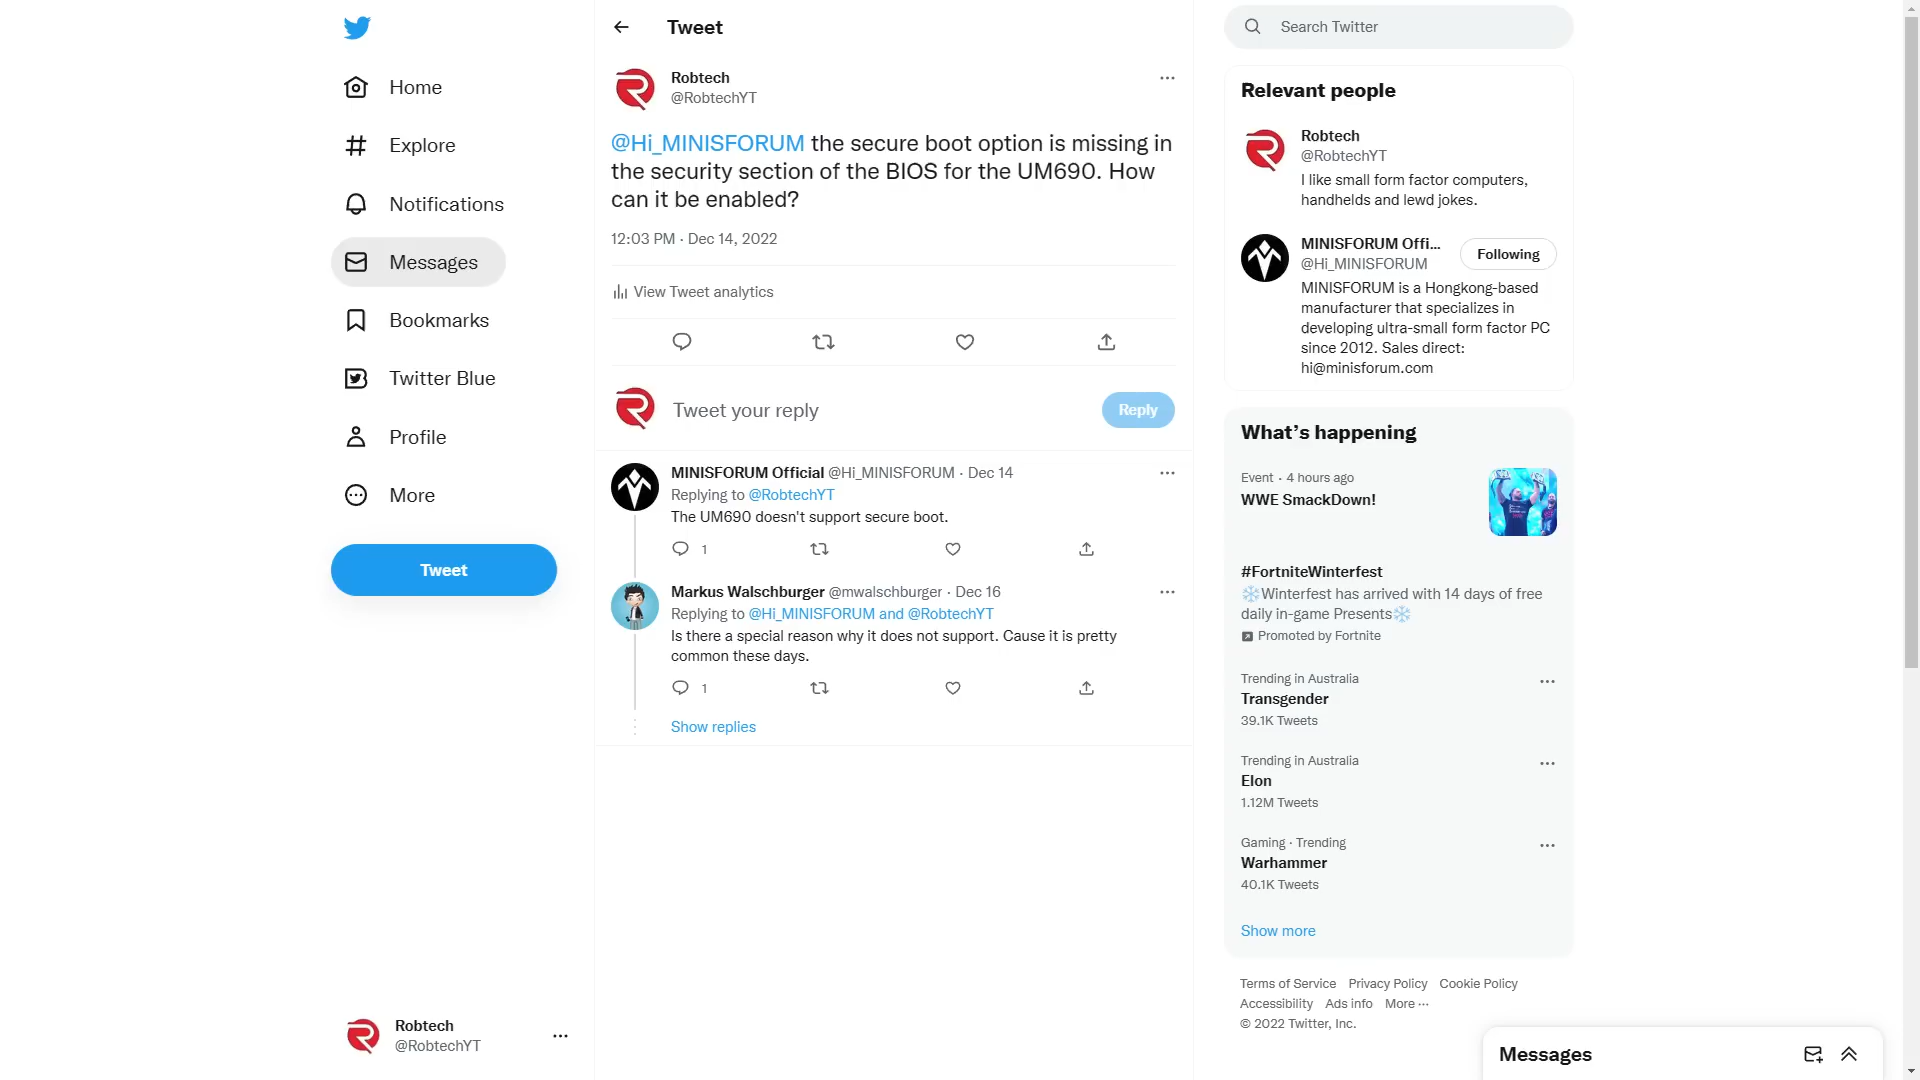 Home
Explore
Notifications
Messages
Bookmarks
Twitter Blue
Profile
More
Tweet
Robtech
@RobtechYT
Tweet
Robtech
@RobtechYT
@Hi_MINISFORUM the secure boot option is missing in
the security section of the BIOS for the UM690. How
can it be enabled?
12:03 PM · Dec 14, 2022
View Tweet analytics
Tweet your reply
Reply
MINISFORUM Official @Hi_MINISFORUM · Dec 14
Replying to @RobtechYT
The UM690 doesn't support secure boot.
1
Markus Walschburger @mwalschburger · Dec 16
Replying to @Hi_MINISFORUM and @RobtechYT
Is there a special reason why it does not support. Cause it is pretty
common these days.
1
Show replies
Search Twitter
Relevant people
Robtech
@RobtechYT
I like small form factor computers,
handhelds and lewd jokes.
MINISFORUM Offi...
@Hi_MINISFORUM
Following
MINISFORUM is a Hongkong-based
manufacturer that specializes in
developing ultra-small form factor PC
since 2012. Sales direct:
hi@minisforum.com
What's happening
Event · 4 hours ago
WWE SmackDown!
#FortniteWinterfest
❄️Winterfest has arrived with 14 days of free
daily in-game Presents❄️
Promoted by Fortnite
Trending in Australia
Transgender
39.1K Tweets
Trending in Australia
Elon
1.12M Tweets
Gaming · Trending
Warhammer
40.1K Tweets
Show more
Terms of Service Privacy Policy Cookie Policy
Accessibility Ads info More ···
© 2022 Twitter, Inc.
Messages